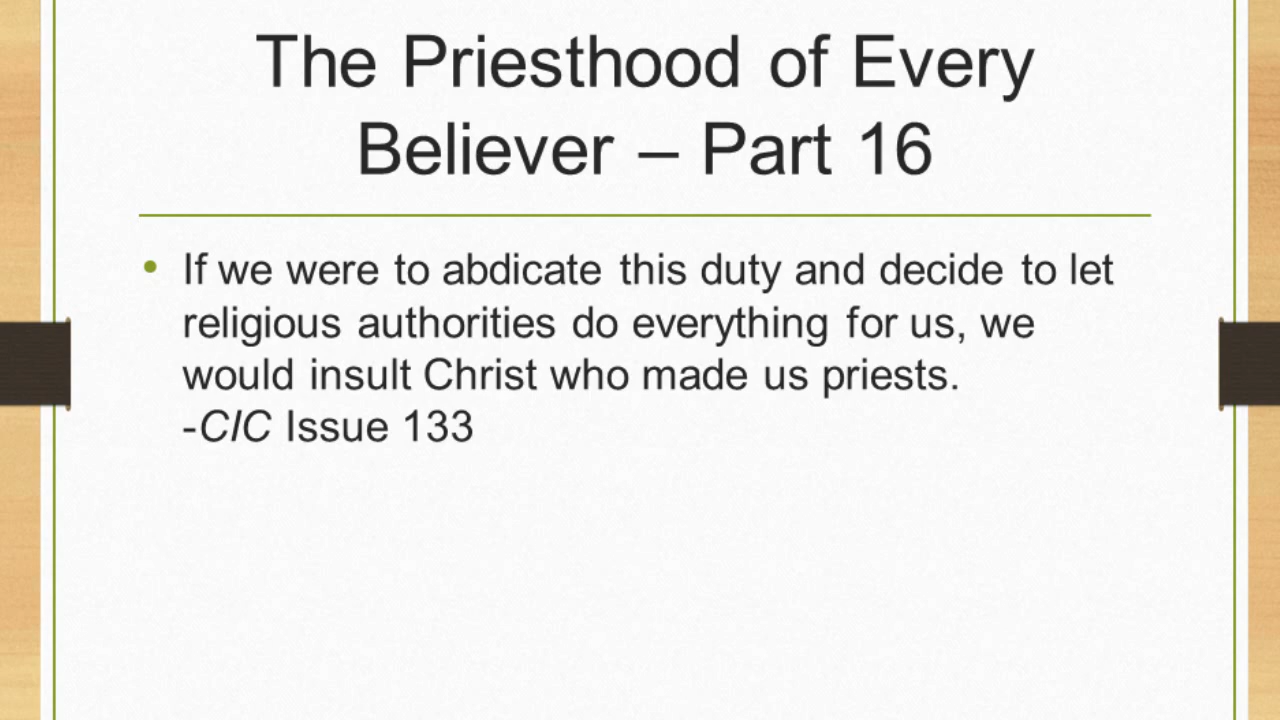 The Priesthood of Every
Believer – Part 16
• If we were to abdicate this duty and decide to let
religious authorities do everything for us, we
would insult Christ who made us priests.
-CIC Issue 133